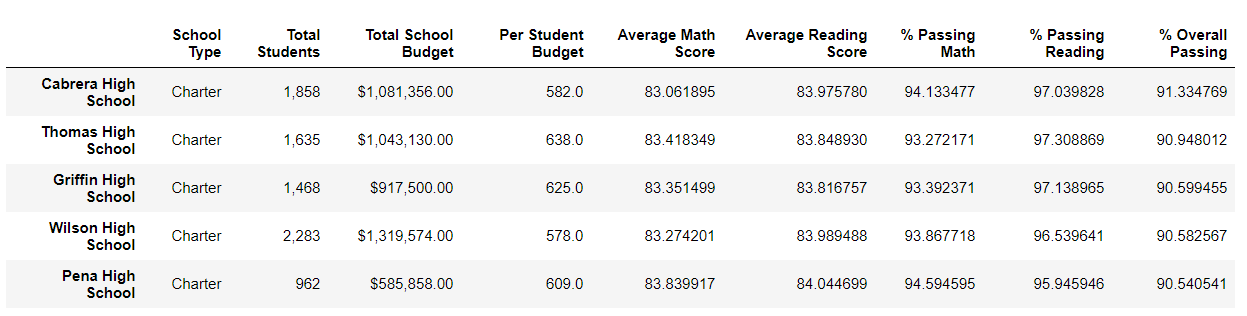 School Type Total Students Total School Budget Per Student Budget Average Math Score Average Reading Score % Passing Math % Passing Reading % Overall Passing
Cabrera High School Charter 1,858 $1,081,356.00 582.0 83.061895 83.975780 94.133477 97.039828 91.334769
Thomas High School Charter 1,635 $1,043,130.00 638.0 83.418349 83.848930 93.272171 97.308869 90.948012
Griffin High School Charter 1,468 $917,500.00 625.0 83.351499 83.816757 93.392371 97.138965 90.599455
Wilson High School Charter 2,283 $1,319,574.00 578.0 83.274201 83.989488 93.867718 96.539641 90.582567
Pena High School Charter 962 $585,858.00 609.0 83.839917 84.044699 94.594595 95.945946 90.540541